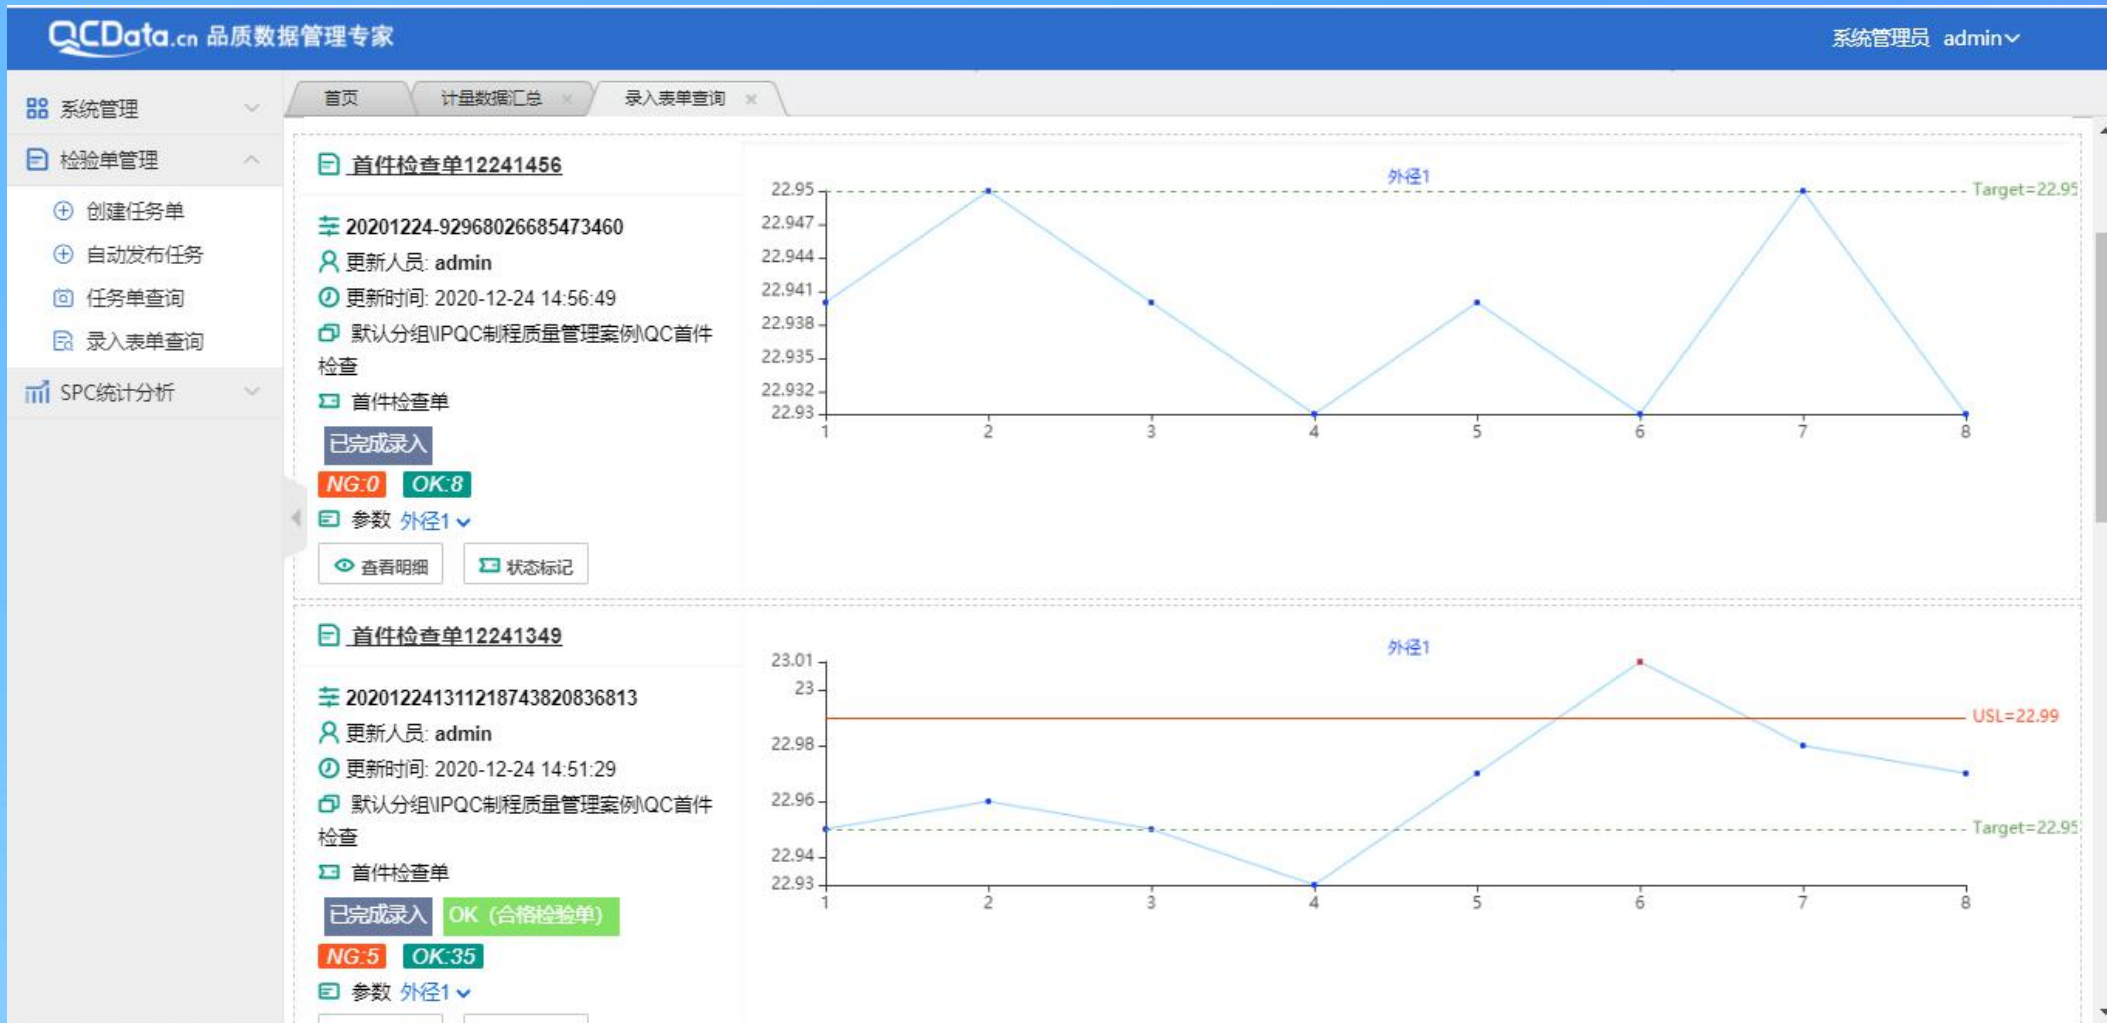 QCData.cn 品质数据管理专家
系统管理员 admin
系统管理
检验单管理
创建任务单
自动发布任务
任务单查询
录入表单查询
SPC统计分析
首页
计量数据汇总
录入表单查询
首件检查单12241456
20201224-92968026685473460
更新人员: admin
更新时间: 2020-12-24 14:56:49
默认分组\IPQC制程质量管理案例\QC首件
检查
首件检查单
已完成录入
NG:0 OK:8
参数 外径1
查看明细 状态标记
外径1
22.95
Target=22.95
22.947
22.944
22.941
22.938
22.935
22.932
22.93
1 2 3 4 5 6 7 8
首件检查单12241349
202012241311218743820836813
更新人员: admin
更新时间: 2020-12-24 14:51:29
默认分组\IPQC制程质量管理案例\QC首件
检查
首件检查单
已完成录入 OK (合格检验单)
NG:5 OK:35
参数 外径1
外径1
23.01
23
USL=22.99
22.98
22.96
Target=22.95
22.94
22.93
1 2 3 4 5 6 7 8